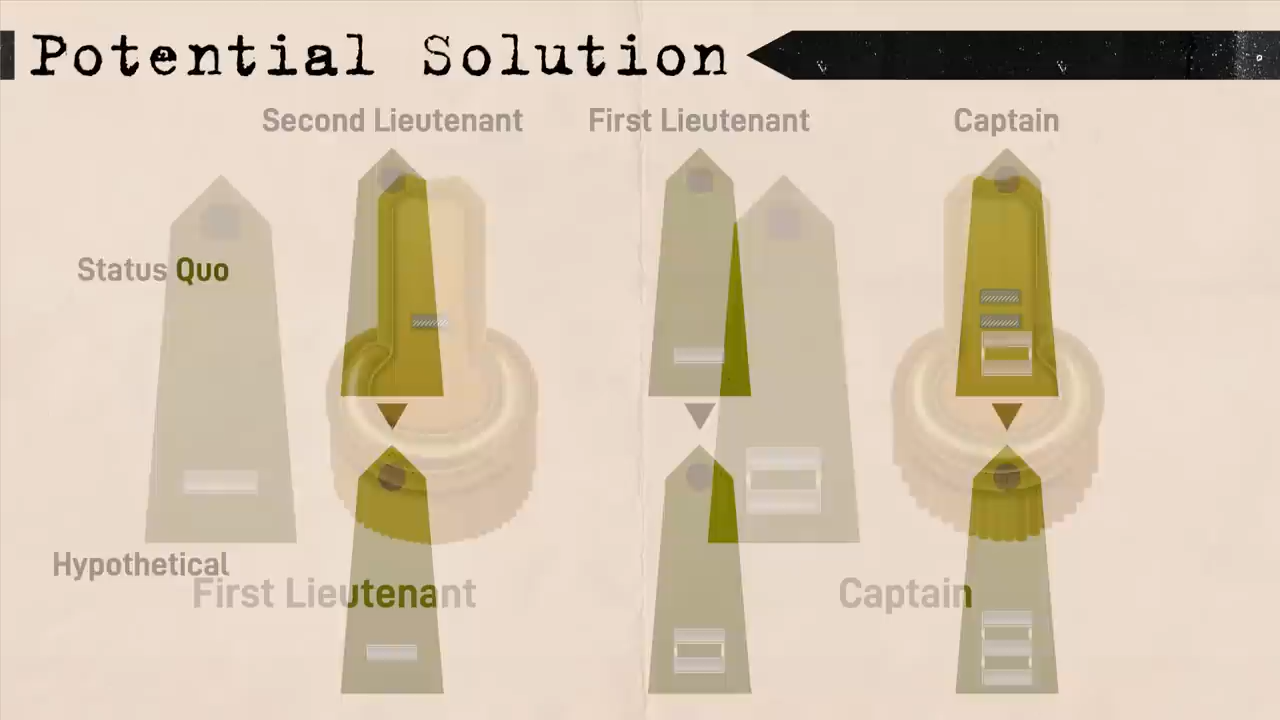 Potential Solution
Second Lieutenant
First Lieutenant
Captain
Status Quo
Hypothetical
First Lieutenant
Captain